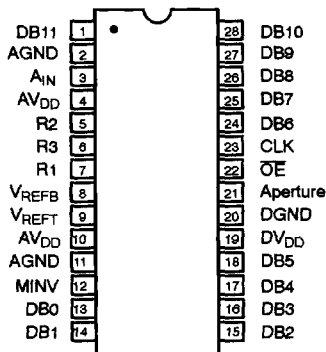 DB11 1 28 DB10
AGND 2 27 DB9
AIN 3 26 DB8
AVDD 4 25 DB7
R2 5 24 DB6
R3 6 23 CLK
R1 7 22 O̅E̅
VREFB 8 21 Aperture
VREFT 9 20 DGND
AVDD 10 19 DVDD
AGND 11 18 DB5
MINV 12 17 DB4
DB0 13 16 DB3
DB1 14 15 DB2